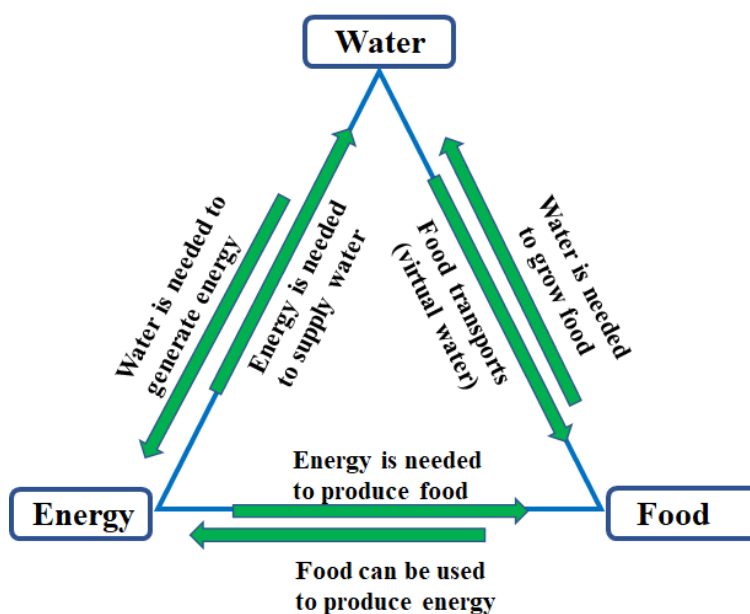 Water
Water is needed to
generate energy
Energy is needed
to supply water
Food transports
(virtual water)
Water is needed
to grow food
Energy is needed
to produce food
Energy
Food
Food can be used
to produce energy